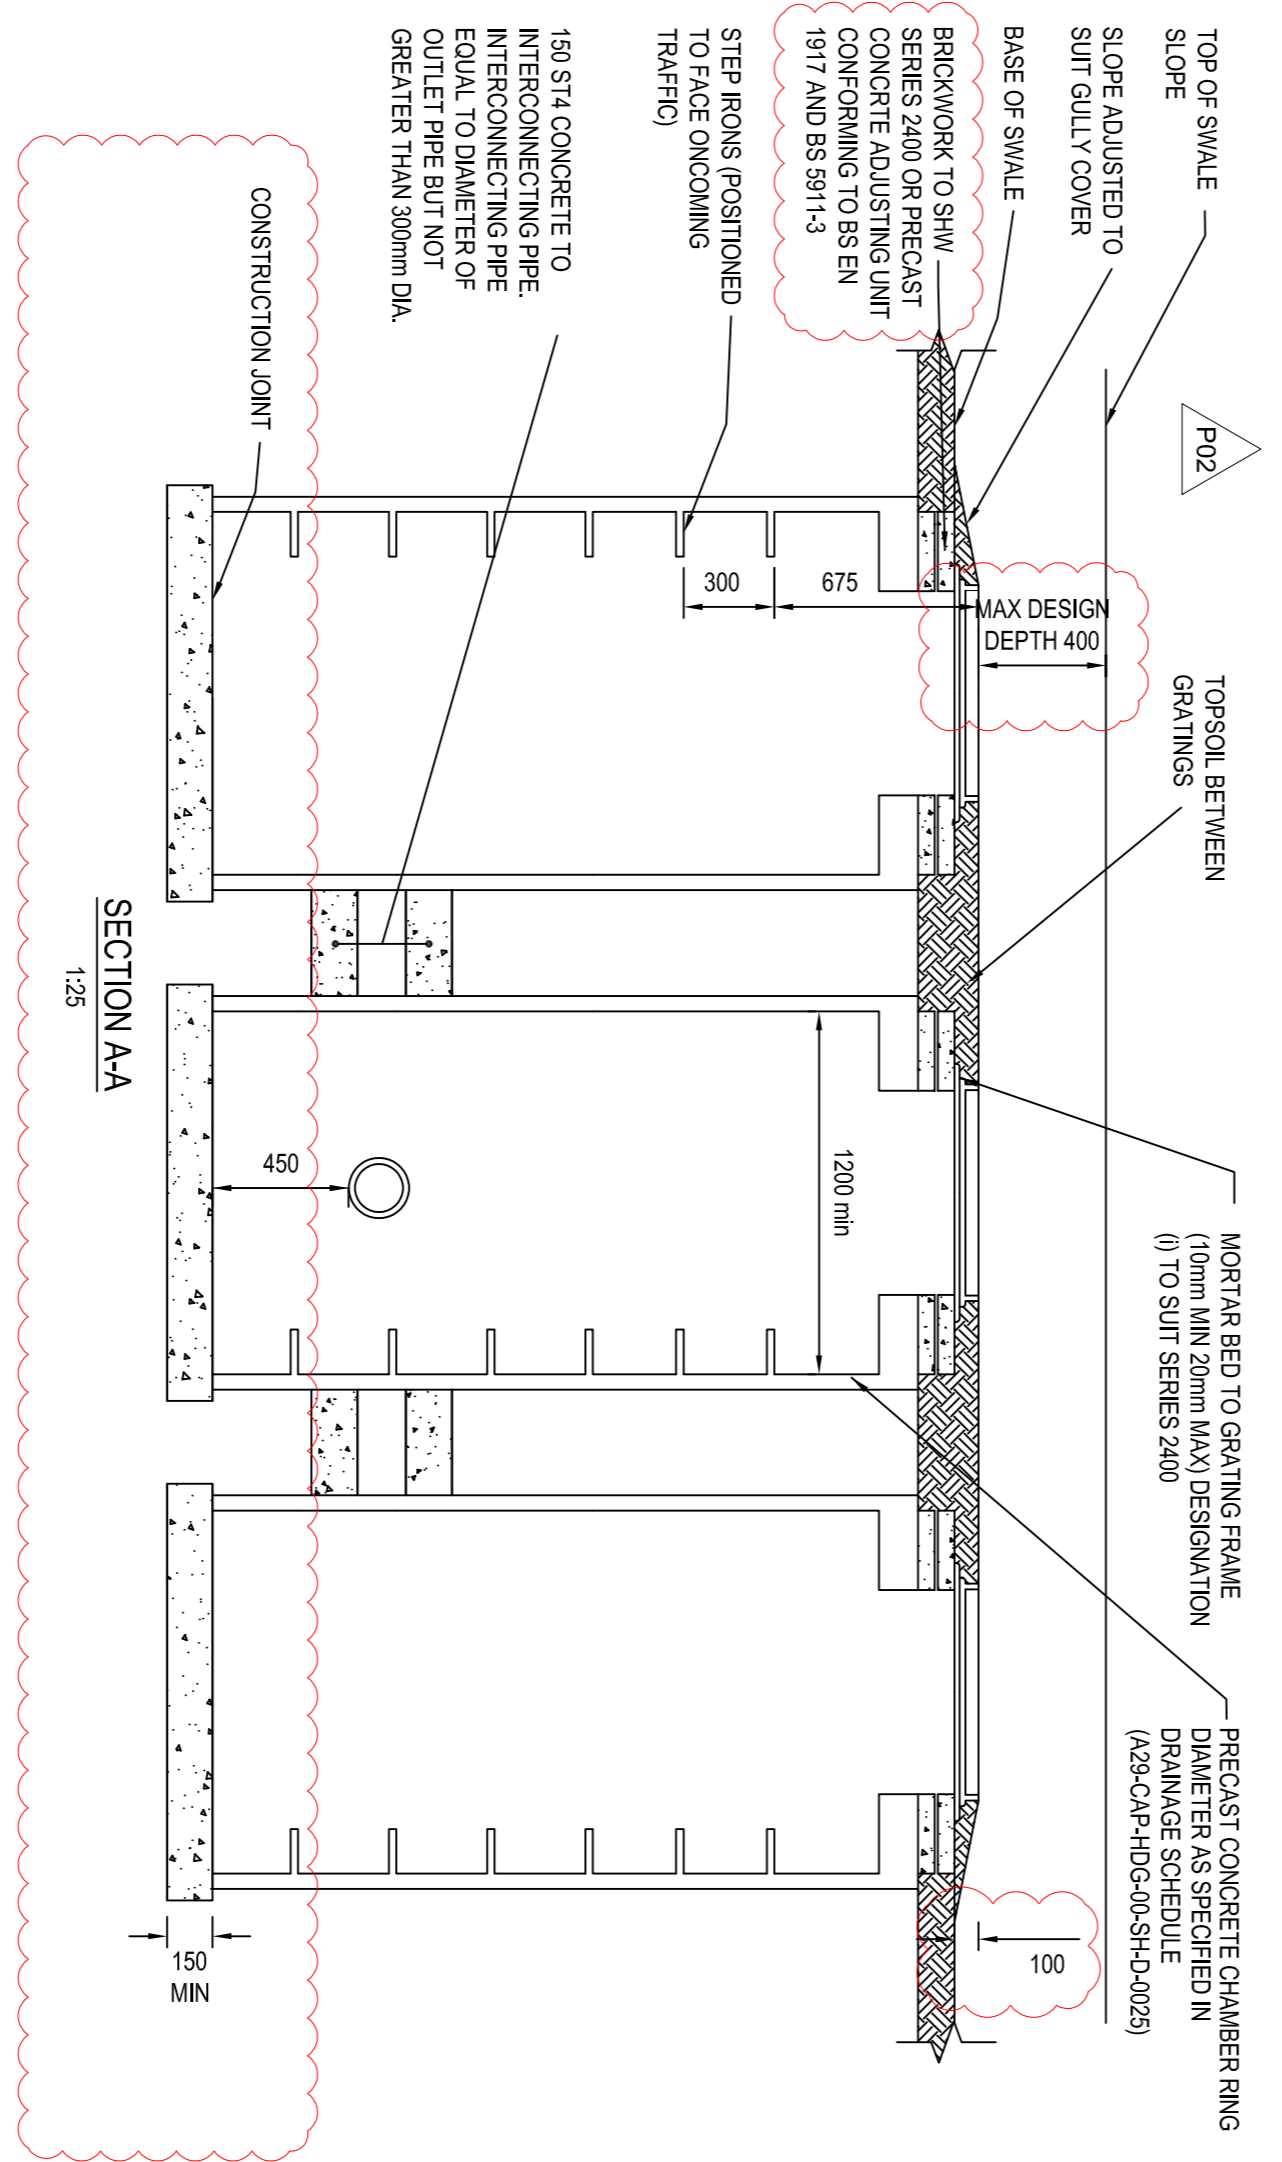 TOP OF SWALE
SLOPE
SLOPE ADJUSTED TO
SUIT GULLY COVER
BASE OF SWALE
BRICKWORK TO SHW
SERIES 2400 OR PRECAST
CONCRTE ADJUSTING UNIT
CONFORMING TO BS EN
1917 AND BS 5911-3
STEP IRONS (POSITIONED
TO FACE ONCOMING
TRAFFIC)
150 ST4 CONCRETE TO
INTERCONNECTING PIPE.
INTERCONNECTING PIPE
EQUAL TO DIAMETER OF
OUTLET PIPE BUT NOT
GREATER THAN 300mm DIA.
CONSTRUCTION JOINT
P02
MAX DESIGN
DEPTH 400
675
300
TOPSOIL BETWEEN
GRATINGS
MORTAR BED TO GRATING FRAME
(10mm MIN 20mm MAX) DESIGNATION
(i) TO SUIT SERIES 2400
PRECAST CONCRETE CHAMBER RING
DIAMETER AS SPECIFIED IN
DRAINAGE SCHEDULE
(A29-CAP-HDG-00-SH-D-0025)
1200 min
450
100
150
MIN
SECTION A-A
1:25